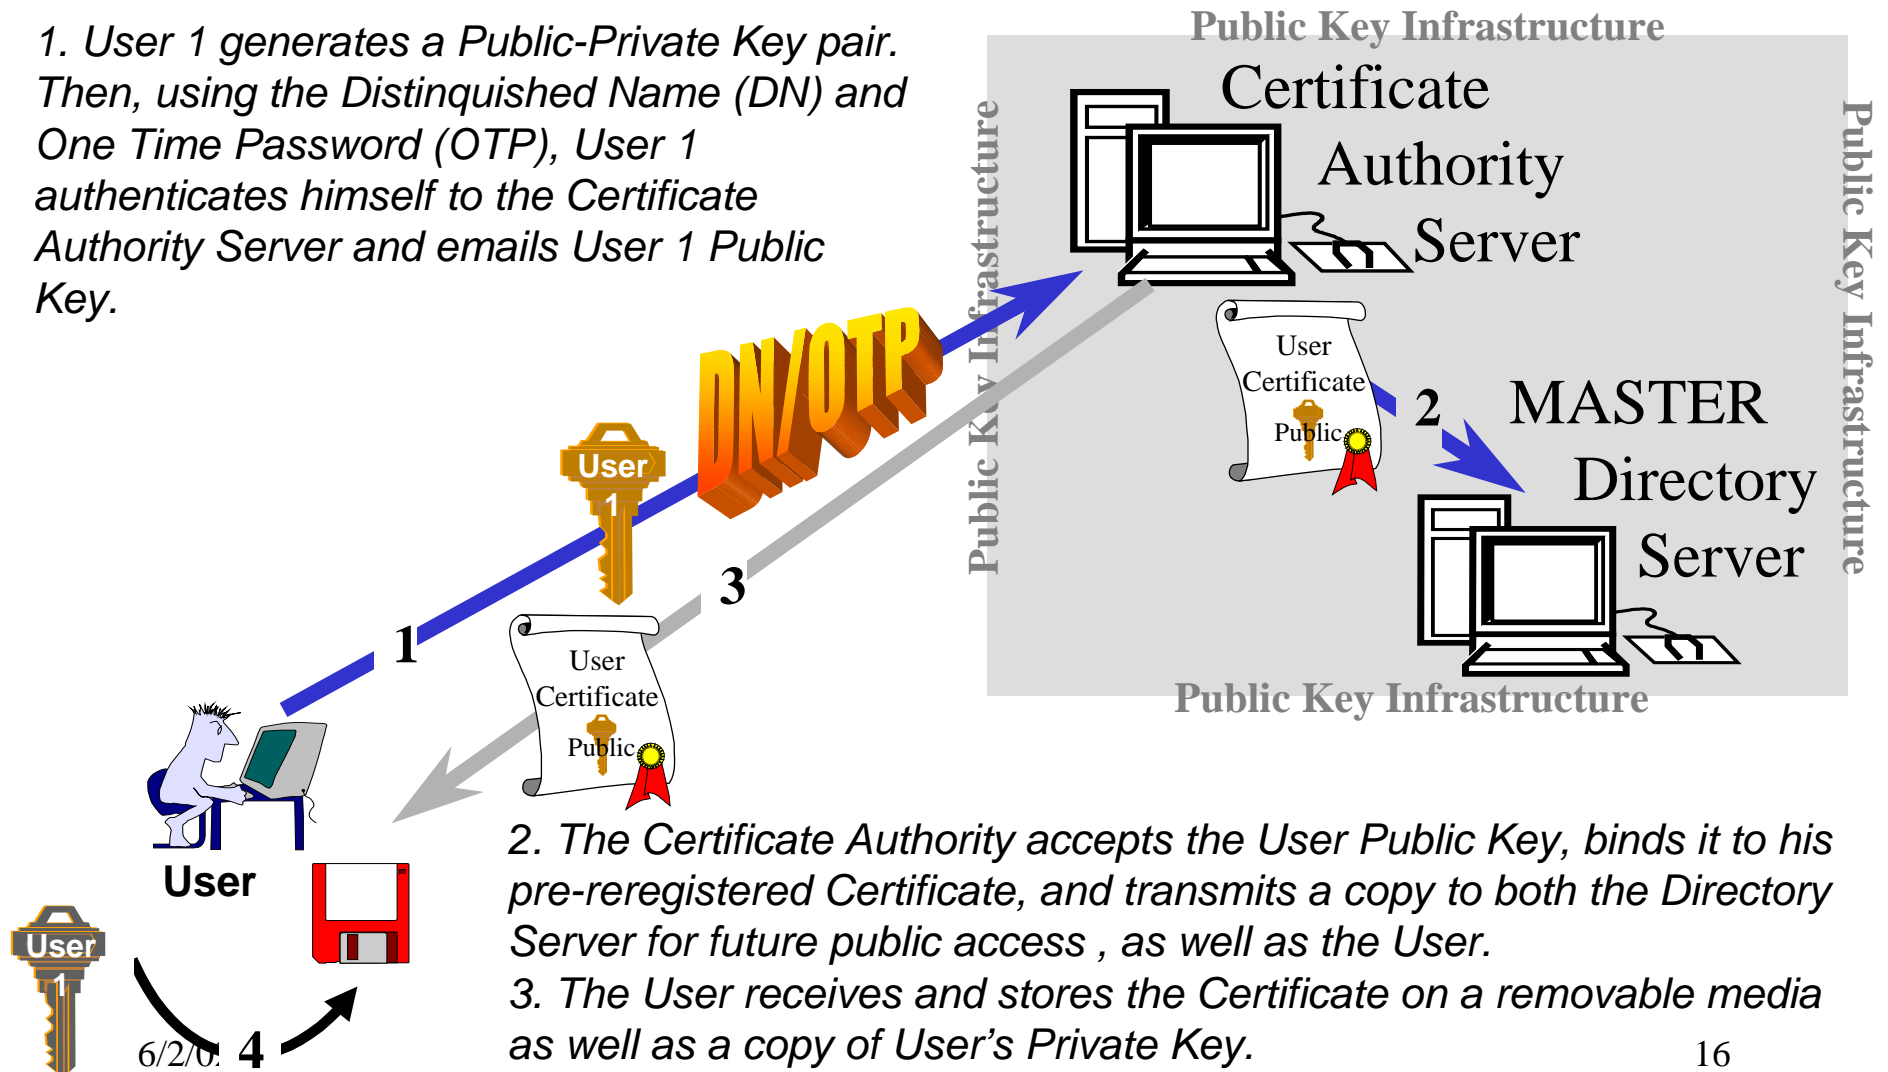 Public Key Infrastructure
1. User 1 generates a Public-Private Key pair.
Then, using the Distinquished Name (DN) and
One Time Password (OTP), User 1
authenticates himself to the Certificate
Authority Server and emails User 1 Public
Key.
Certificate
Authority
Server
Public Key Infrastructure
Public Key Infrastructure
DN/OTP
User
Certificate
Public
2
MASTER
Directory
Server
User
1
3
1
User
Certificate
Public
Public Key Infrastructure
User
2. The Certificate Authority accepts the User Public Key, binds it to his
pre-reregistered Certificate, and transmits a copy to both the Directory
Server for future public access , as well as the User.
3. The User receives and stores the Certificate on a removable media
as well as a copy of User's Private Key.
User
1
4
6/2/0
16